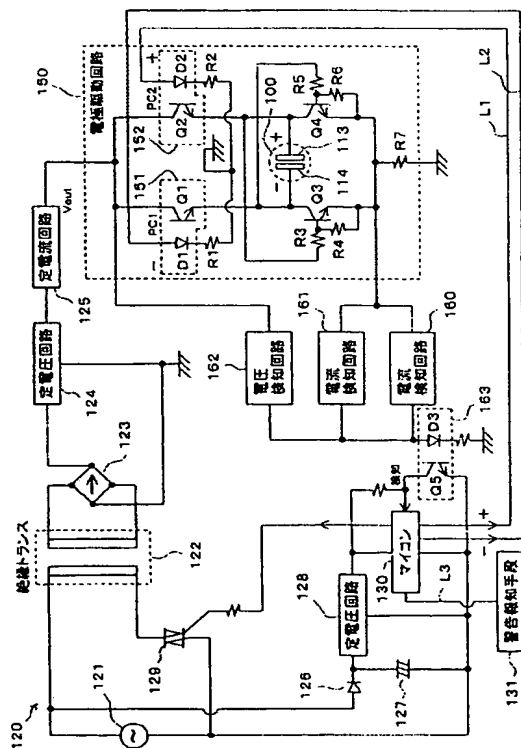 150
電極駆動回路
L2
L1
Vout
定電流回路
125
定電圧回路
124
123
絶縁トランス
122
121
120
129
PC1
PC2
151
152
D1
D2
R1
R2
Q1
Q2
100
R5
R6
Q3
Q4
113
114
R3
R4
R7
+
-
+
-
162
電圧検知回路
161
電流検知回路
160
電流検知回路
163
D3
Q5
検知
マイコン
130
+
-
L3
128
定電圧回路
126
127
警告報知手段
131